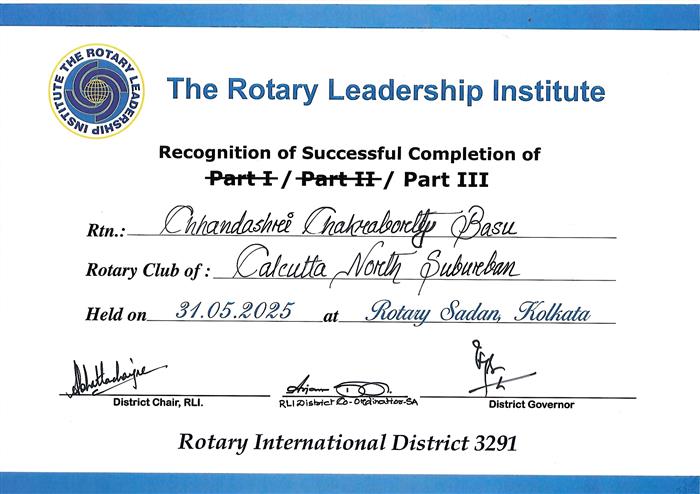 THE ROTARY LEADERSHIP INSTITUTE
The Rotary Leadership Institute
Recognition of Successful Completion of
Part I / Part II / Part III
Rtn.: Chhandashree Chakraboretty Basu
Rotary Club of : Calcutta North Subureban
Held on 31.05.2025 at Rotary Sadan, Kolkata
District Chair, RLI.
RLI District Co-ordinator-SA
District Governor
Rotary International District 3291